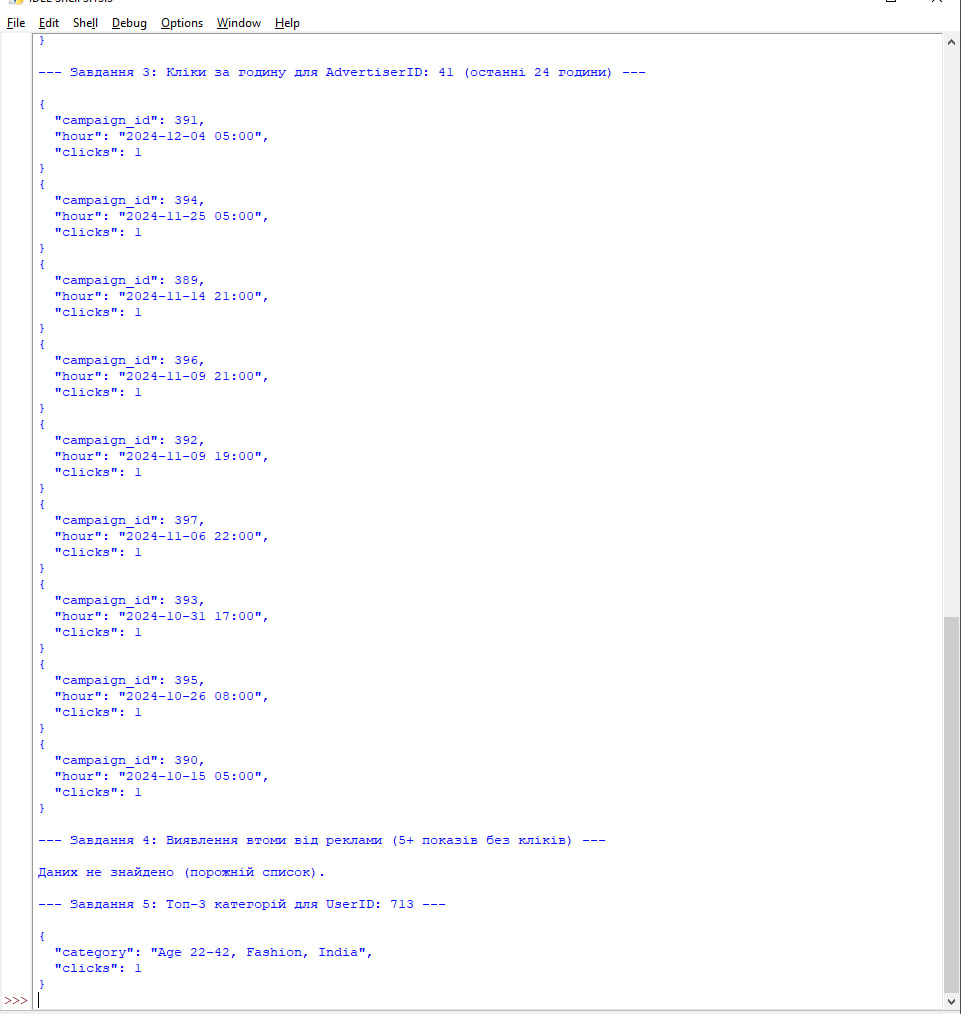 File Edit Shell Debug Options Window Help
}
--- Завдання 3: Кліки за годину для AdvertiserID: 41 (останні 24 години) ---
{
"campaign_id": 391,
"hour": "2024-12-04 05:00",
"clicks": 1
}
{
"campaign_id": 394,
"hour": "2024-11-25 05:00",
"clicks": 1
}
{
"campaign_id": 389,
"hour": "2024-11-14 21:00",
"clicks": 1
}
{
"campaign_id": 396,
"hour": "2024-11-09 21:00",
"clicks": 1
}
{
"campaign_id": 392,
"hour": "2024-11-09 19:00",
"clicks": 1
}
{
"campaign_id": 397,
"hour": "2024-11-06 22:00",
"clicks": 1
}
{
"campaign_id": 393,
"hour": "2024-10-31 17:00",
"clicks": 1
}
{
"campaign_id": 395,
"hour": "2024-10-26 08:00",
"clicks": 1
}
{
"campaign_id": 390,
"hour": "2024-10-15 05:00",
"clicks": 1
}
--- Завдання 4: Виявлення втоми від реклами (5+ показів без кліків) ---
Даних не знайдено (порожній список).
--- Завдання 5: Топ-3 категорій для UserID: 713 ---
{
"category": "Age 22-42, Fashion, India",
"clicks": 1
}
>>>